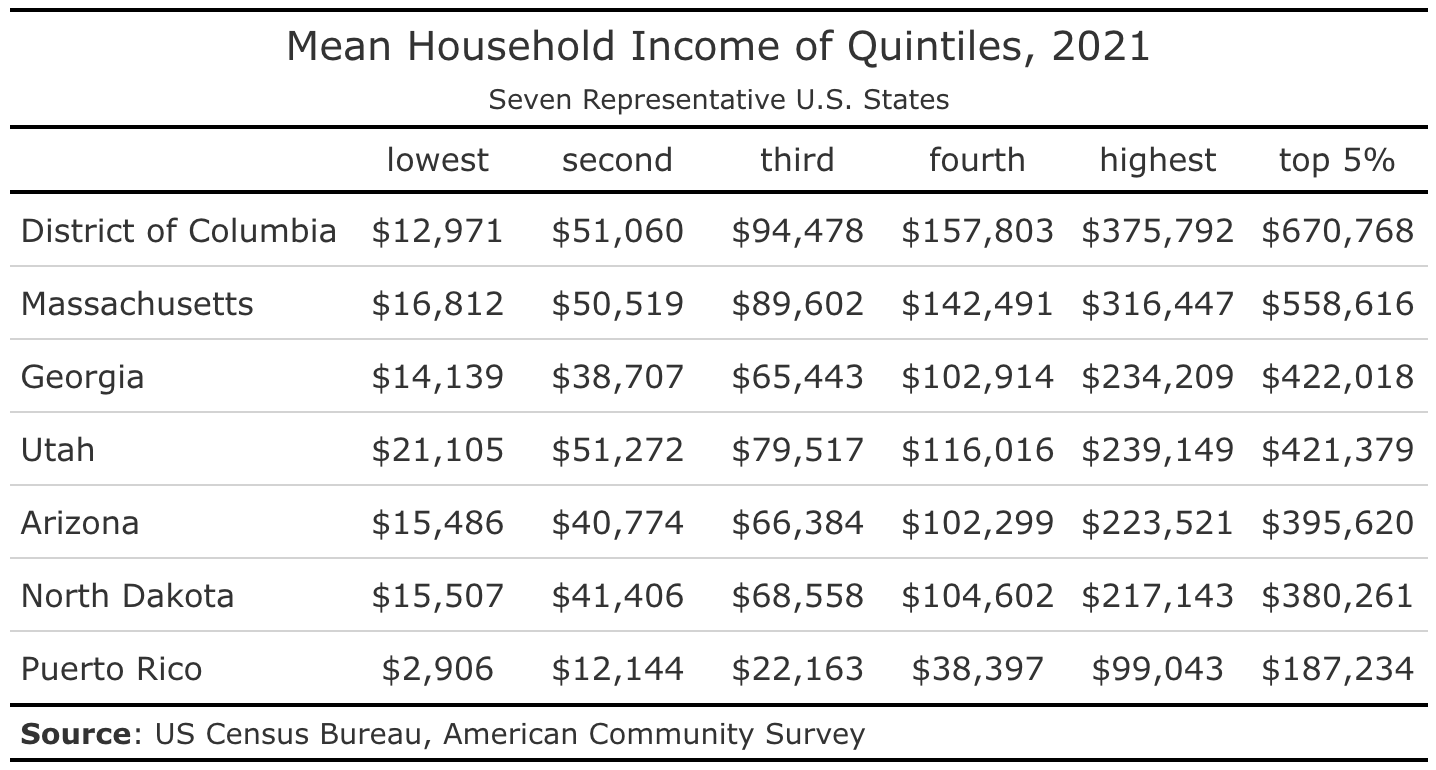 Mean Household Income of Quintiles, 2021
Seven Representative U.S. States
lowest second third fourth highest top 5%
District of Columbia $12,971 $51,060 $94,478 $157,803 $375,792 $670,768
Massachusetts $16,812 $50,519 $89,602 $142,491 $316,447 $558,616
Georgia $14,139 $38,707 $65,443 $102,914 $234,209 $422,018
Utah $21,105 $51,272 $79,517 $116,016 $239,149 $421,379
Arizona $15,486 $40,774 $66,384 $102,299 $223,521 $395,620
North Dakota $15,507 $41,406 $68,558 $104,602 $217,143 $380,261
Puerto Rico $2,906 $12,144 $22,163 $38,397 $99,043 $187,234
Source: US Census Bureau, American Community Survey